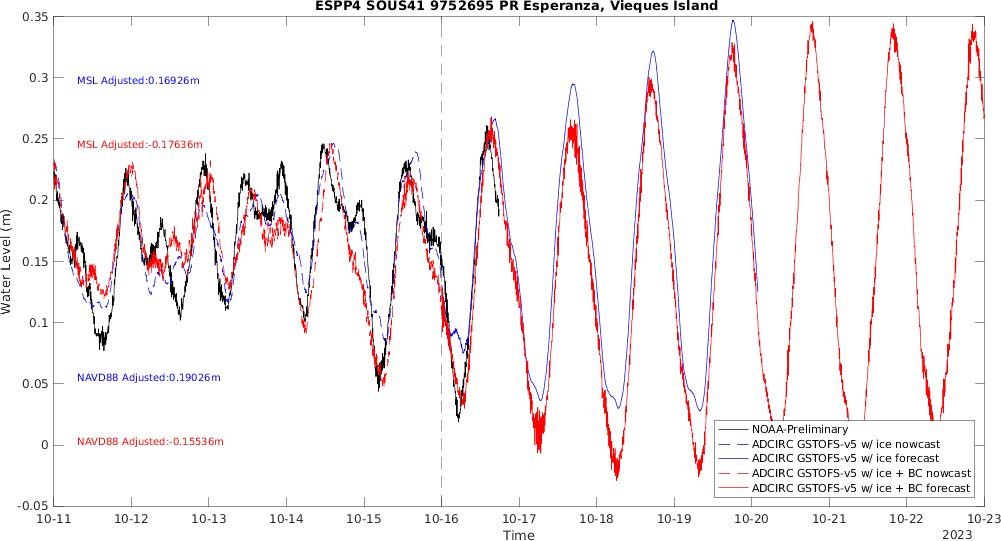 ESPP4 SOUS41 9752695 PR Esperanza, Vieques Island
0.35
0.3
0.25
0.2
0.15
0.1
0.05
0
-0.05
Water Level (m)
MSL Adjusted:0.16926m
MSL Adjusted:-0.17636m
NAVD88 Adjusted:0.19026m
NAVD88 Adjusted:-0.15536m
NOAA-Preliminary
ADCIRC GSTOFS-v5 w/ ice nowcast
ADCIRC GSTOFS-v5 w/ ice forecast
ADCIRC GSTOFS-v5 w/ ice + BC nowcast
ADCIRC GSTOFS-v5 w/ ice + BC forecast
10-11 10-12 10-13 10-14 10-15 10-16 10-17 10-18 10-19 10-20 10-21 10-22 10-23
Time
2023